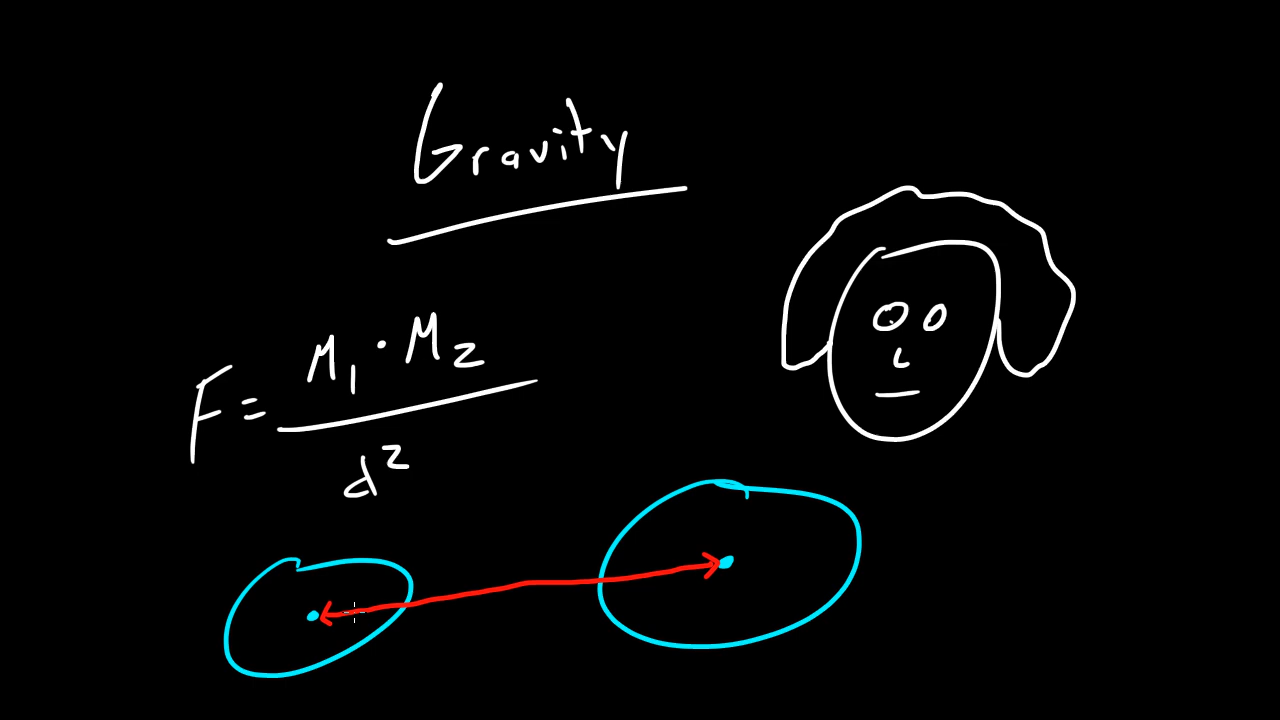 Gravity
F = M₁ · M₂
d²